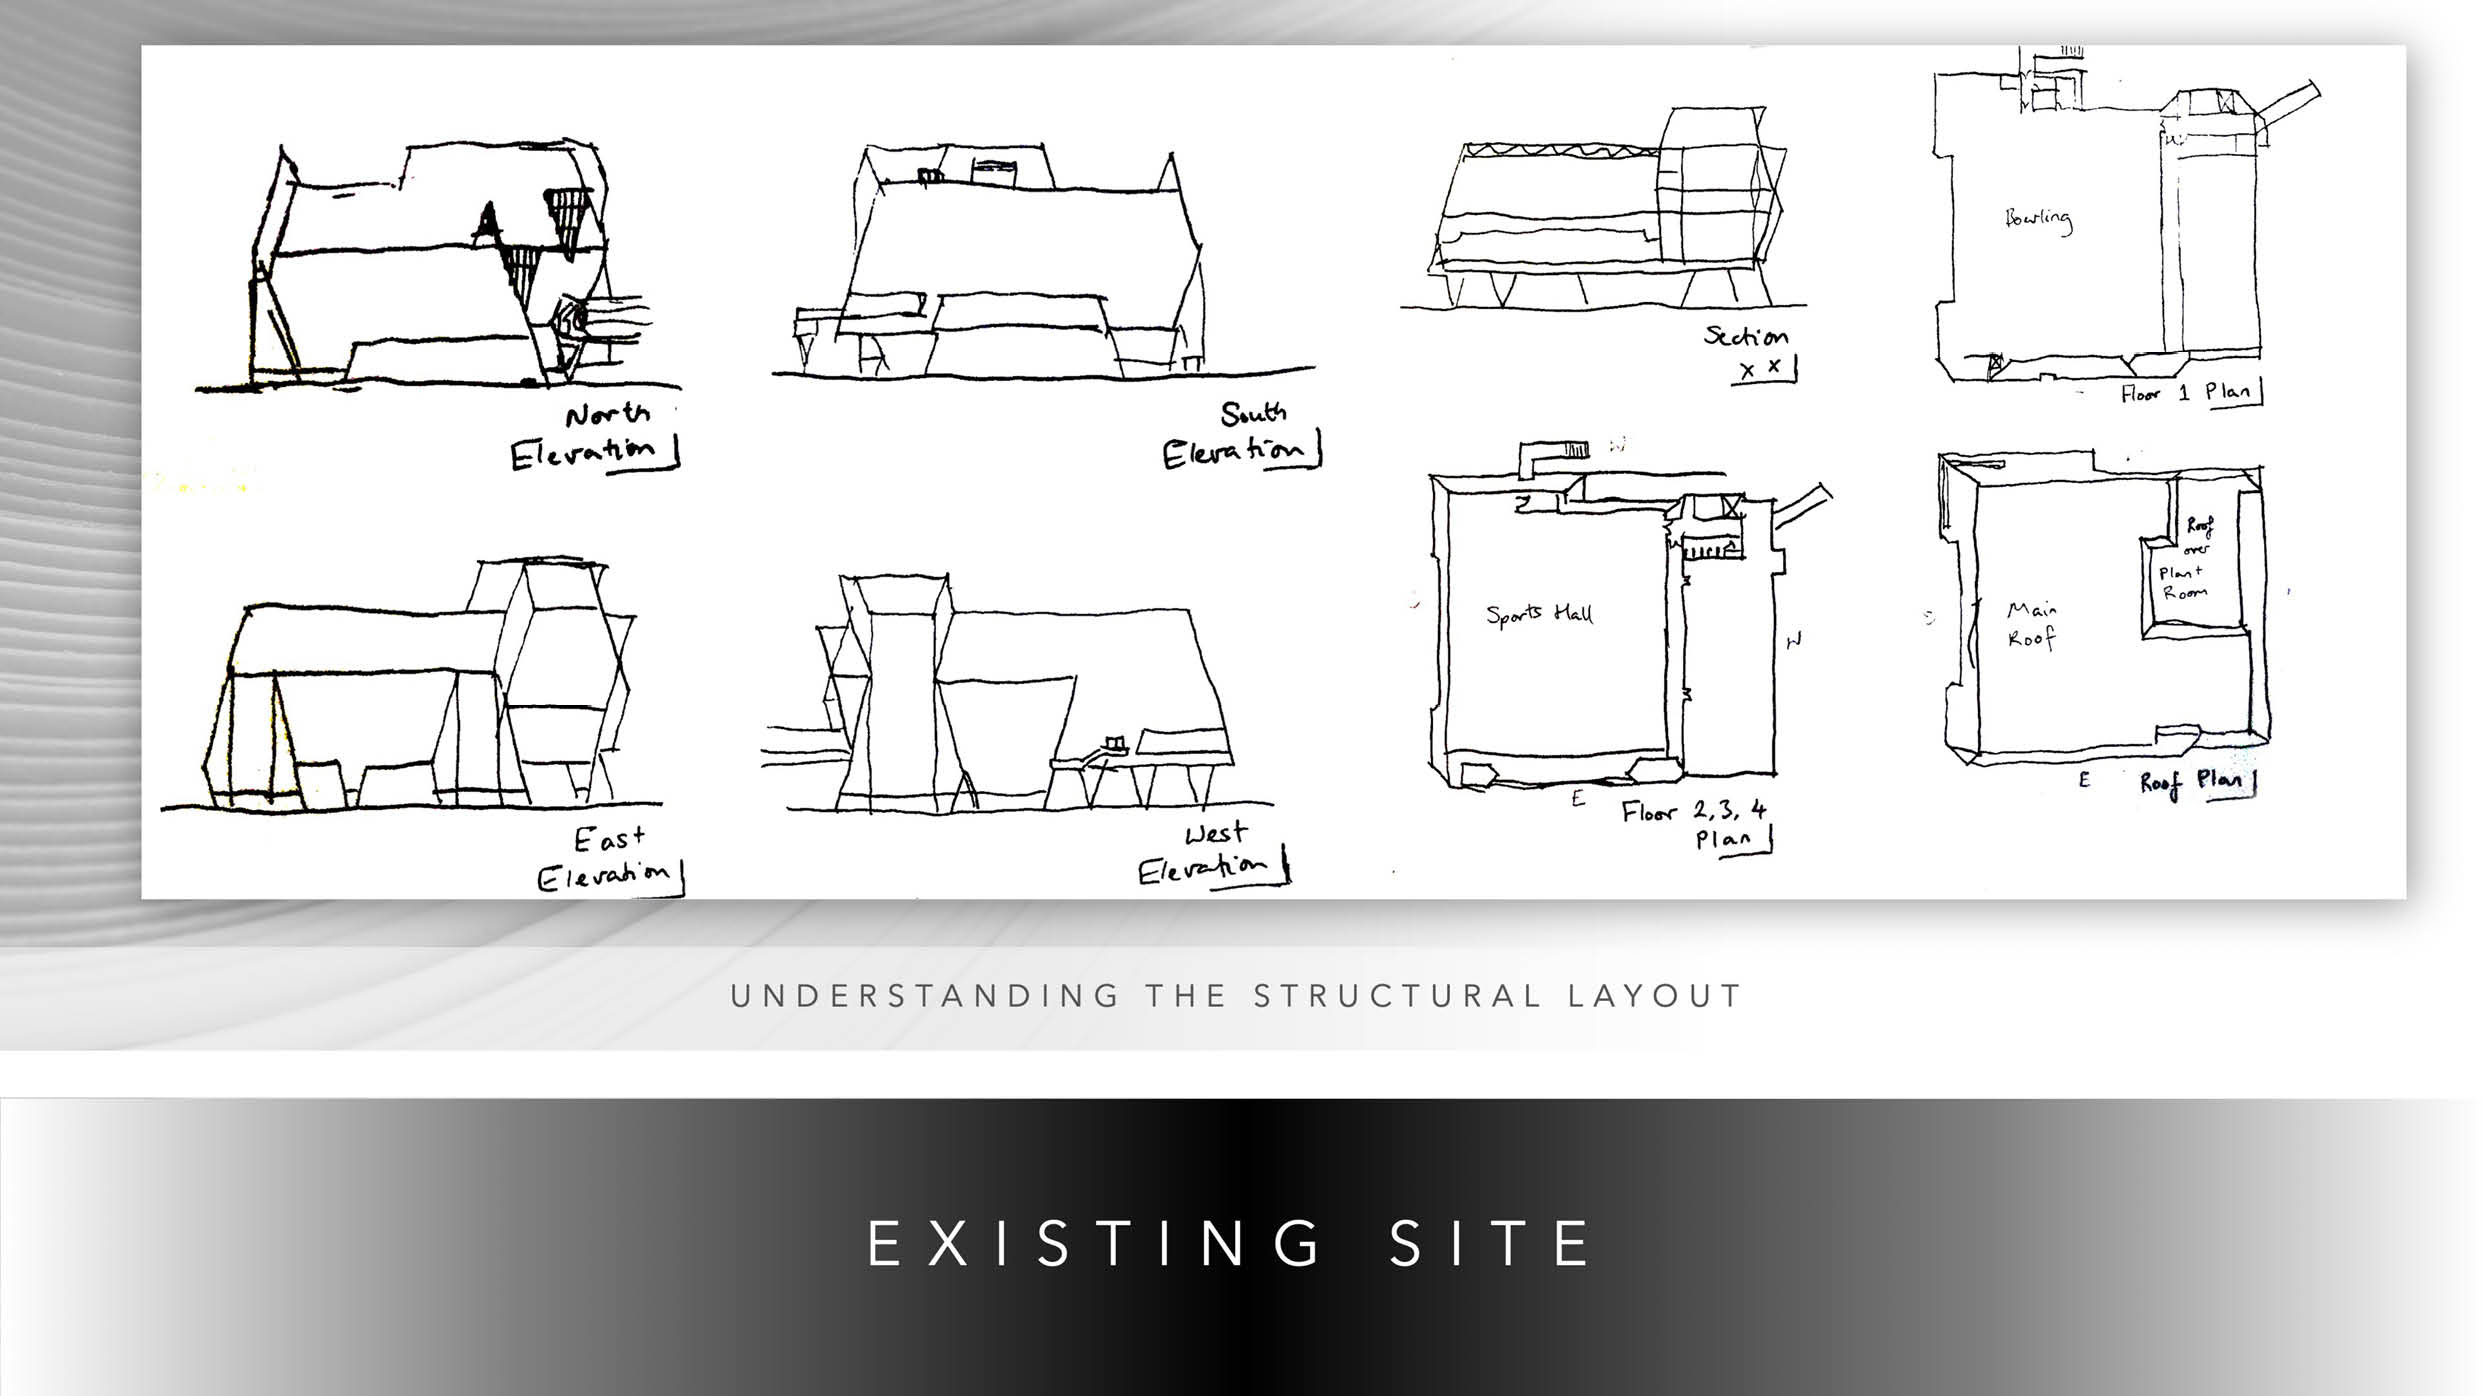 North
Elevation
South
Elevation
Section
x x
Bowling
Floor 1 Plan
East
Elevation
West
Elevation
Sports Hall
W
E
Floor 2, 3, 4
Plan
Roof
over
Plant
Room
Main
Roof
E
Roof Plan
UNDERSTANDING THE STRUCTURAL LAYOUT
EXISTING SITE